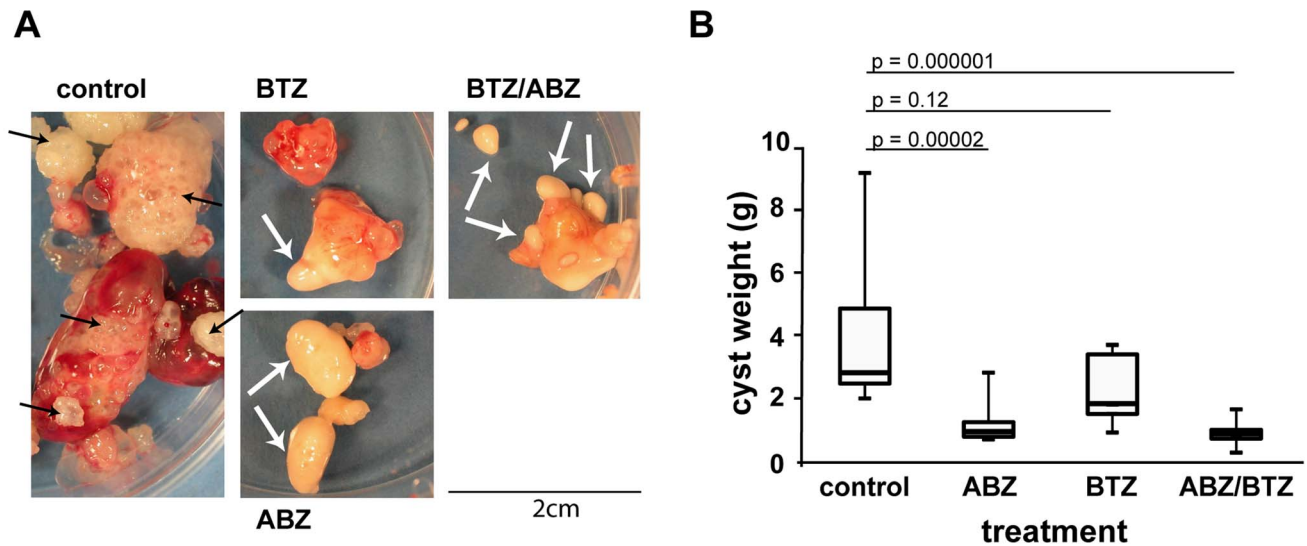 A
control
BTZ
BTZ/ABZ
ABZ
2cm
B
p = 0.000001
p = 0.12
p = 0.00002
10
8
6
4
2
0
cyst weight (g)
control ABZ BTZ ABZ/BTZ
treatment